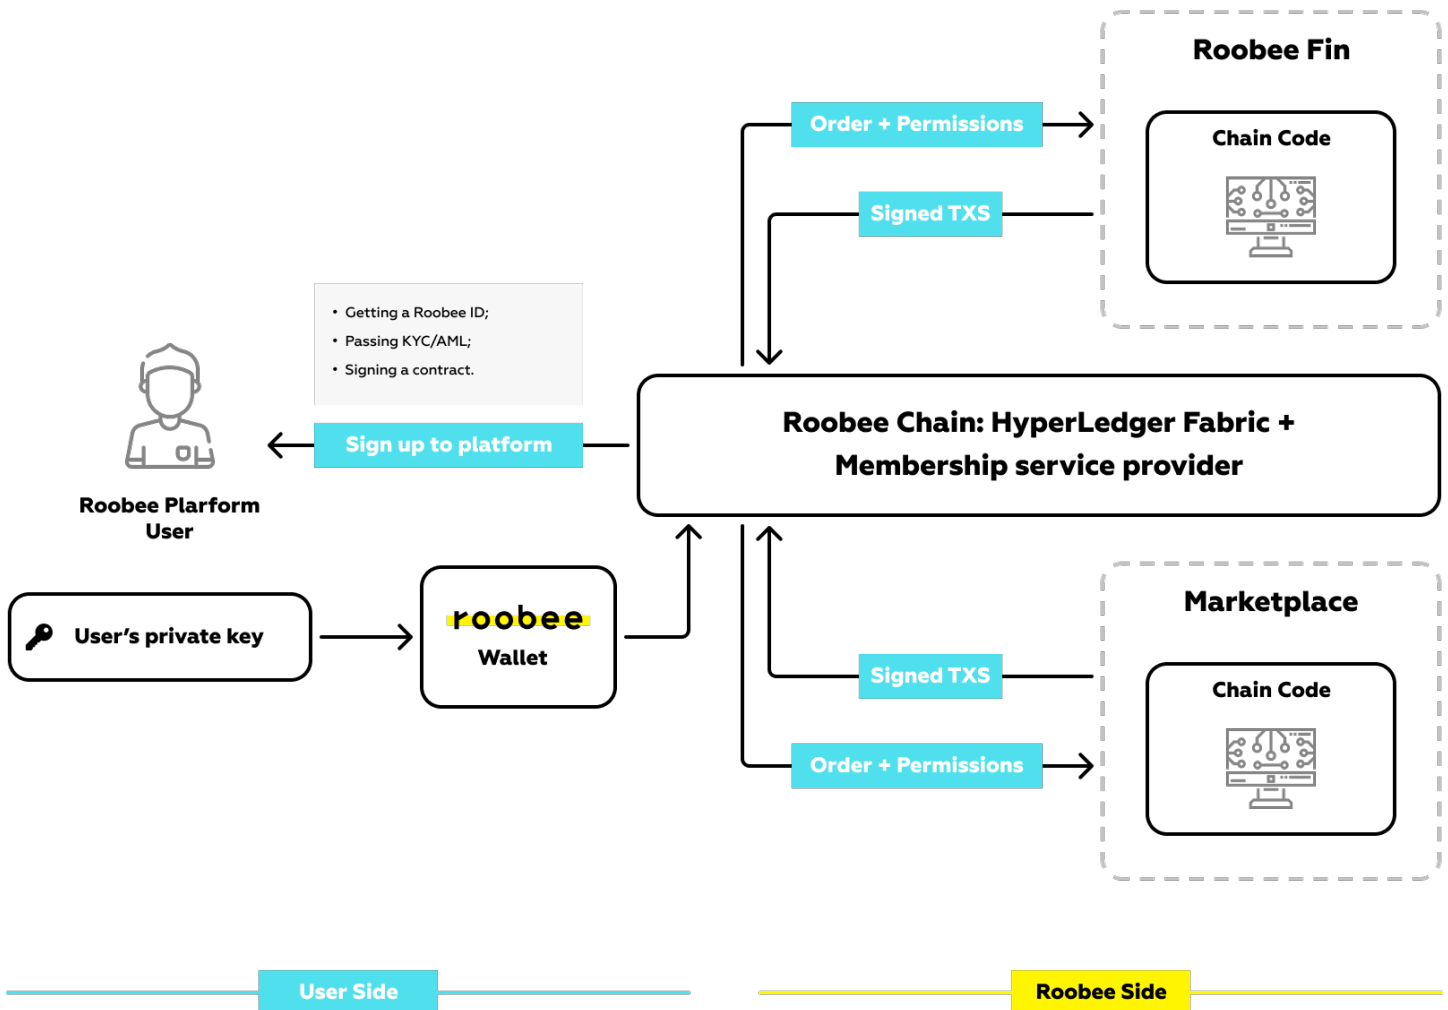 Roobee Fin
Order + Permissions
Chain Code
Signed TXS
• Getting a Roobee ID;
• Passing KYC/AML;
• Signing a contract.
Sign up to platform
Roobee Chain: HyperLedger Fabric +
Membership service provider
Roobee Plarform
User
User’s private key
roobee
Wallet
Marketplace
Signed TXS
Chain Code
Order + Permissions
User Side
Roobee Side